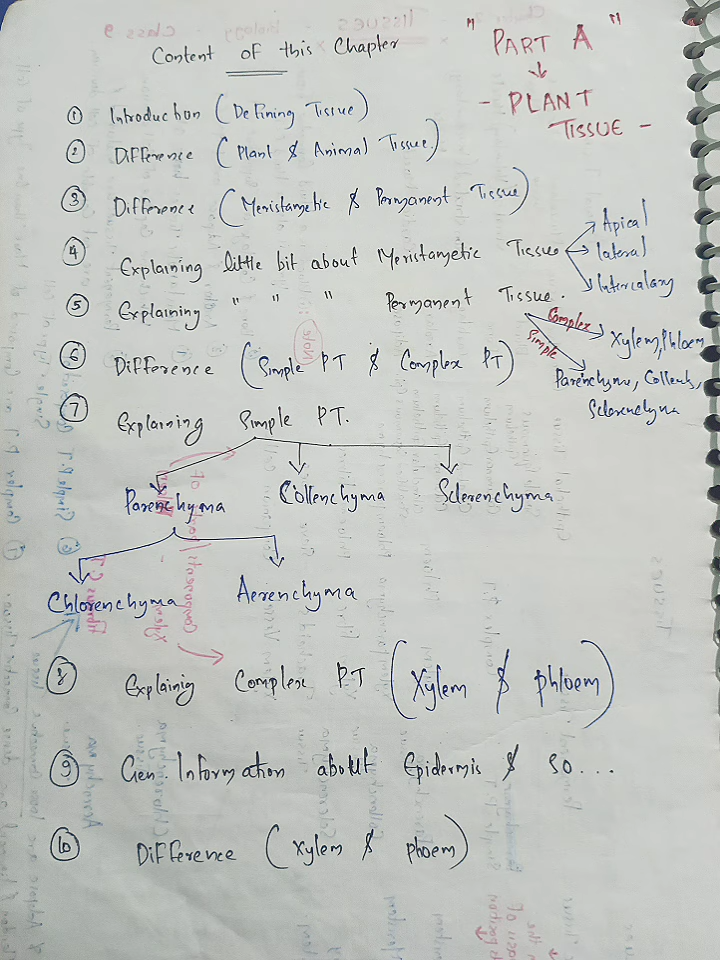 Content of this Chapter
" PART A "
- PLANT
TISSUE -
① Introduction (Defining Tissue)
② Difference (Plant & Animal Tissue.)
③ Difference (Meristametic & Permanent Tissue)
④ Explaining little bit about Meristametic Tissue
Apical
lateral
Intercalary
⑤ Explaining " " " Permanent Tissue.
Complex
Xylem, Phloem
Simple
Parenchyma, Collench,
Sclerenchyma
⑥ Difference (Simple PT & Complex PT)
⑦ Explaining Simple PT.
Parenchyma Collenchyma Sclerenchyma
Chlorenchyma Aerenchyma
⑧ Explainig Complex PT (Xylem & phloem)
⑨ Gen. Information about Epidermis & so...
⑩ Difference (Xylem & phoem)